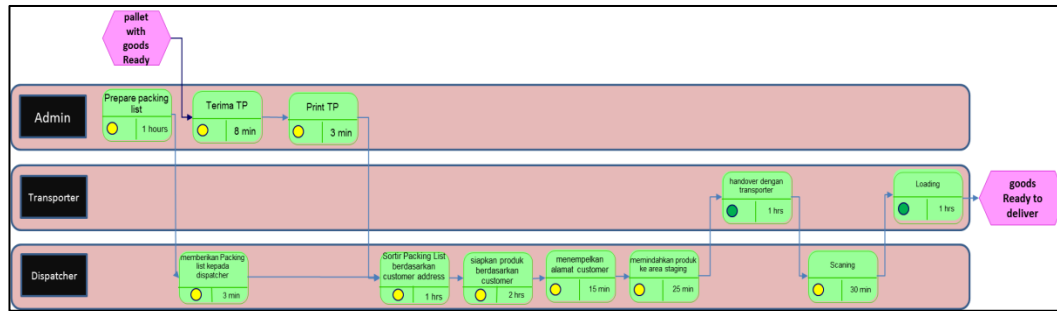 pallet
with
goods
Ready
Admin
Prepare packing
list
1 hours
Terima TP
8 min
Print TP
3 min
Transporter
handover dengan
transporter
1 hrs
Loading
1 hrs
goods
Ready to
deliver
Dispatcher
memberikan Packing
list kepada
dispatcher
3 min
Sortir Packing List
berdasarkan
customer address
1 hrs
siapkan produk
berdasarkan
customer
2 hrs
menempelkan
alamat customer
15 min
memindahkan produk
ke area staging
25 min
Scaning
30 min